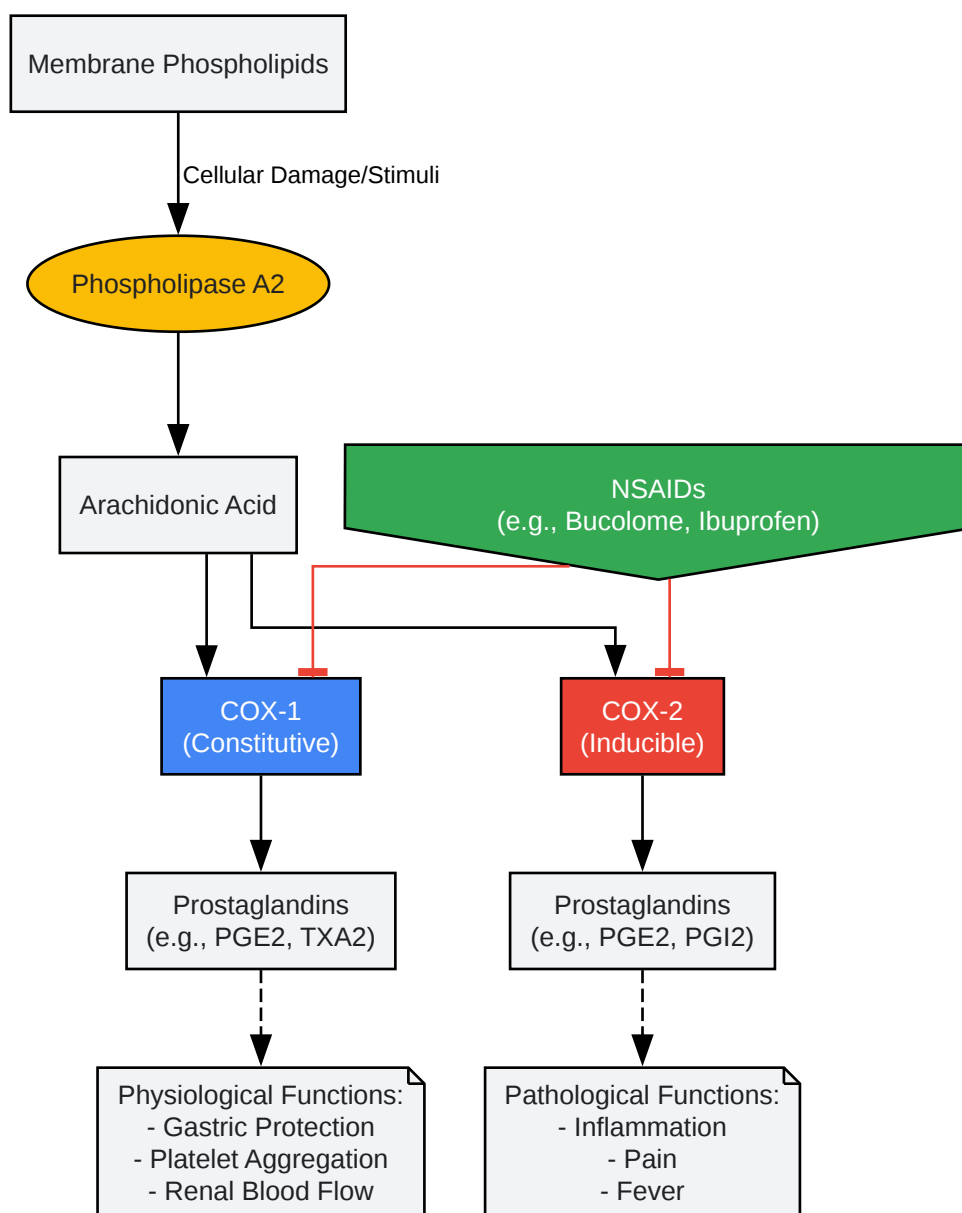 Membrane Phospholipids
Cellular Damage/Stimuli
Phospholipase A2
Arachidonic Acid
NSAIDs
(e.g., Bucolome, Ibuprofen)
COX-1
(Constitutive)
COX-2
(Inducible)
Prostaglandins
(e.g., PGE2, TXA2)
Prostaglandins
(e.g., PGE2, PGI2)
Physiological Functions:
- Gastric Protection
- Platelet Aggregation
- Renal Blood Flow
Pathological Functions:
- Inflammation
- Pain
- Fever